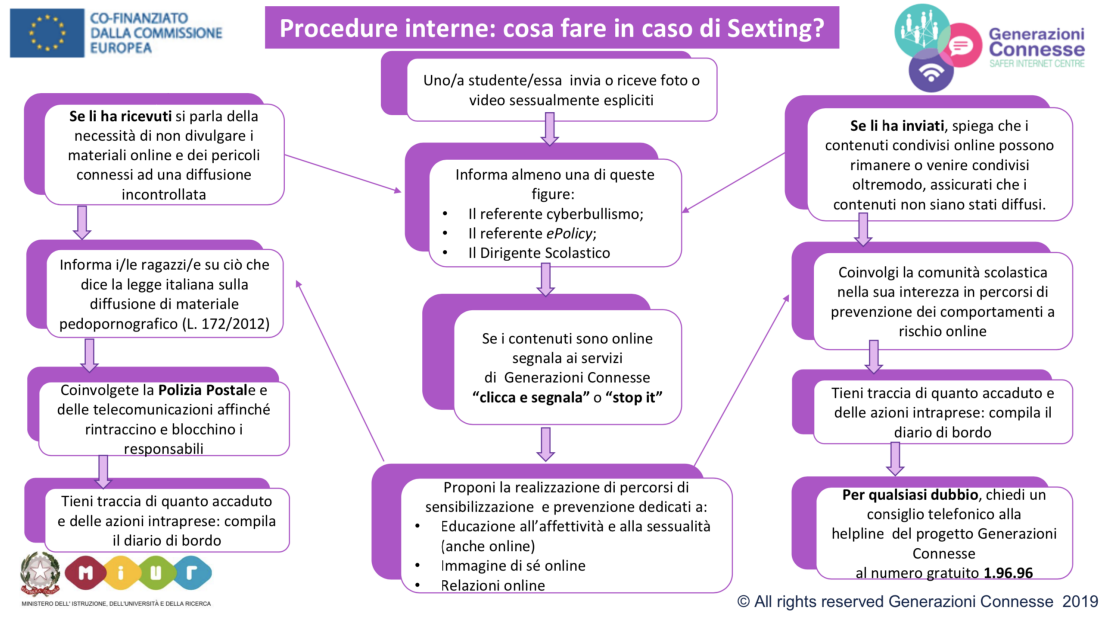 CO-FINANZIATO
DALLA COMMISSIONE
EUROPEA
Procedure interne: cosa fare in caso di Sexting?
Generazioni
Connesse
SAFER INTERNET CENTRE
Uno/a studente/essa invia o riceve foto o
video sessualmente espliciti
Se li ha ricevuti si parla della
necessità di non divulgare i
materiali online e dei pericoli
connessi ad una diffusione
incontrollata
Informa almeno una di queste
figure:
• Il referente cyberbullismo;
• Il referente ePolicy;
• Il Dirigente Scolastico
Se li ha inviati, spiega che i
contenuti condivisi online possono
rimanere o venire condivisi
oltremodo, assicurati che i
contenuti non siano stati diffusi.
Informa i/le ragazzi/e su ciò che
dice la legge italiana sulla
diffusione di materiale
pedopornografico (L. 172/2012)
Se i contenuti sono online
segnala ai servizi
di Generazioni Connesse
“clicca e segnala” o “stop it”
Coinvolgi la comunità scolastica
nella sua interezza in percorsi di
prevenzione dei comportamenti a
rischio online
Coinvolgete la Polizia Postale e
delle telecomunicazioni affinché
rintraccino e blocchino i
responsabili
Tieni traccia di quanto accaduto e
delle azioni intraprese: compila il
diario di bordo
Tieni traccia di quanto accaduto
e delle azioni intraprese: compila
il diario di bordo
Proponi la realizzazione di percorsi di
sensibilizzazione e prevenzione dedicati a:
• Educazione all’affettività e alla sessualità
(anche online)
• Immagine di sé online
• Relazioni online
Per qualsiasi dubbio, chiedi un
consiglio telefonico alla
helpline del progetto Generazioni
Connesse
al numero gratuito 1.96.96
miur
MINISTERO DELL' ISTRUZIONE, DELL'UNIVERSITÀ E DELLA RICERCA
© All rights reserved Generazioni Connesse 2019